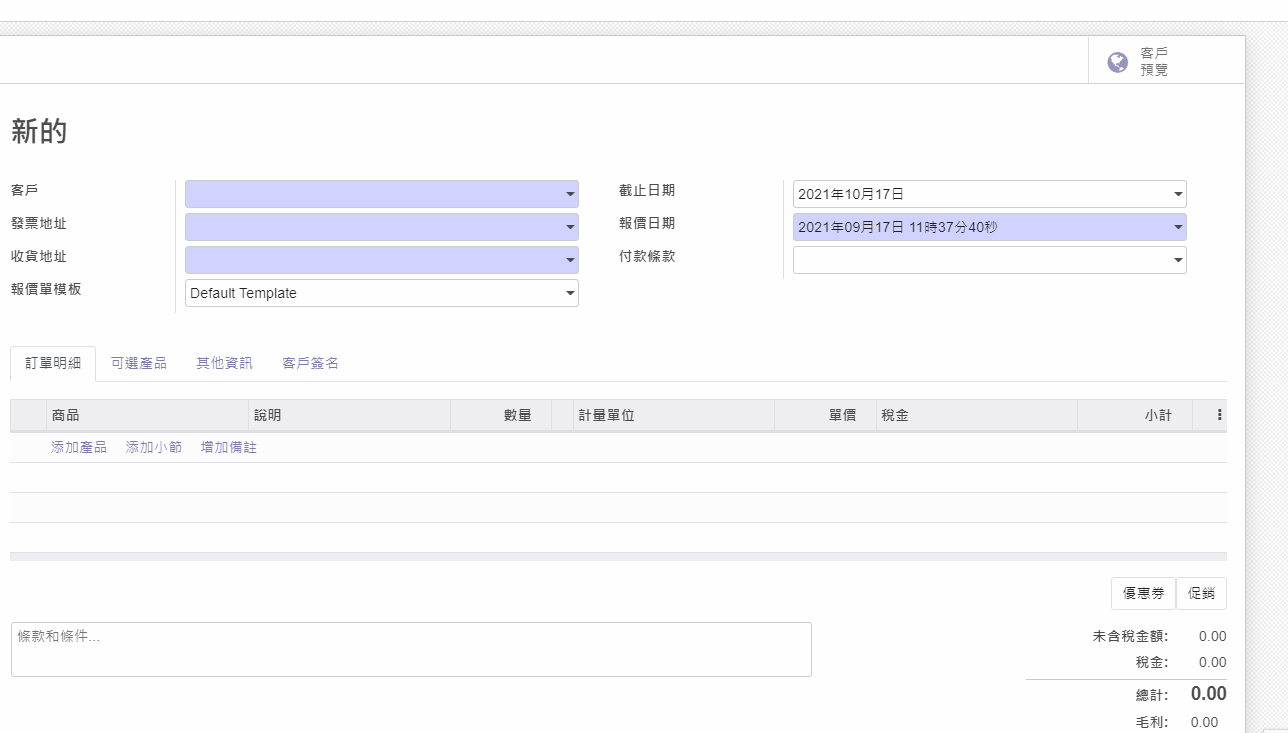 客戶
預覽
新的
客戶
發票地址
收貨地址
報價單模板
Default Template
截止日期
2021年10月17日
報價日期
2021年09月17日 11時37分40秒
付款條款
訂單明細 可選產品 其他資訊 客戶簽名
商品 說明 數量 計量單位 單價 稅金 小計
添加產品 添加小節 增加備註
優惠券 促銷
條款和條件...
未含稅金額: 0.00
稅金: 0.00
總計: 0.00
毛利: 0.00